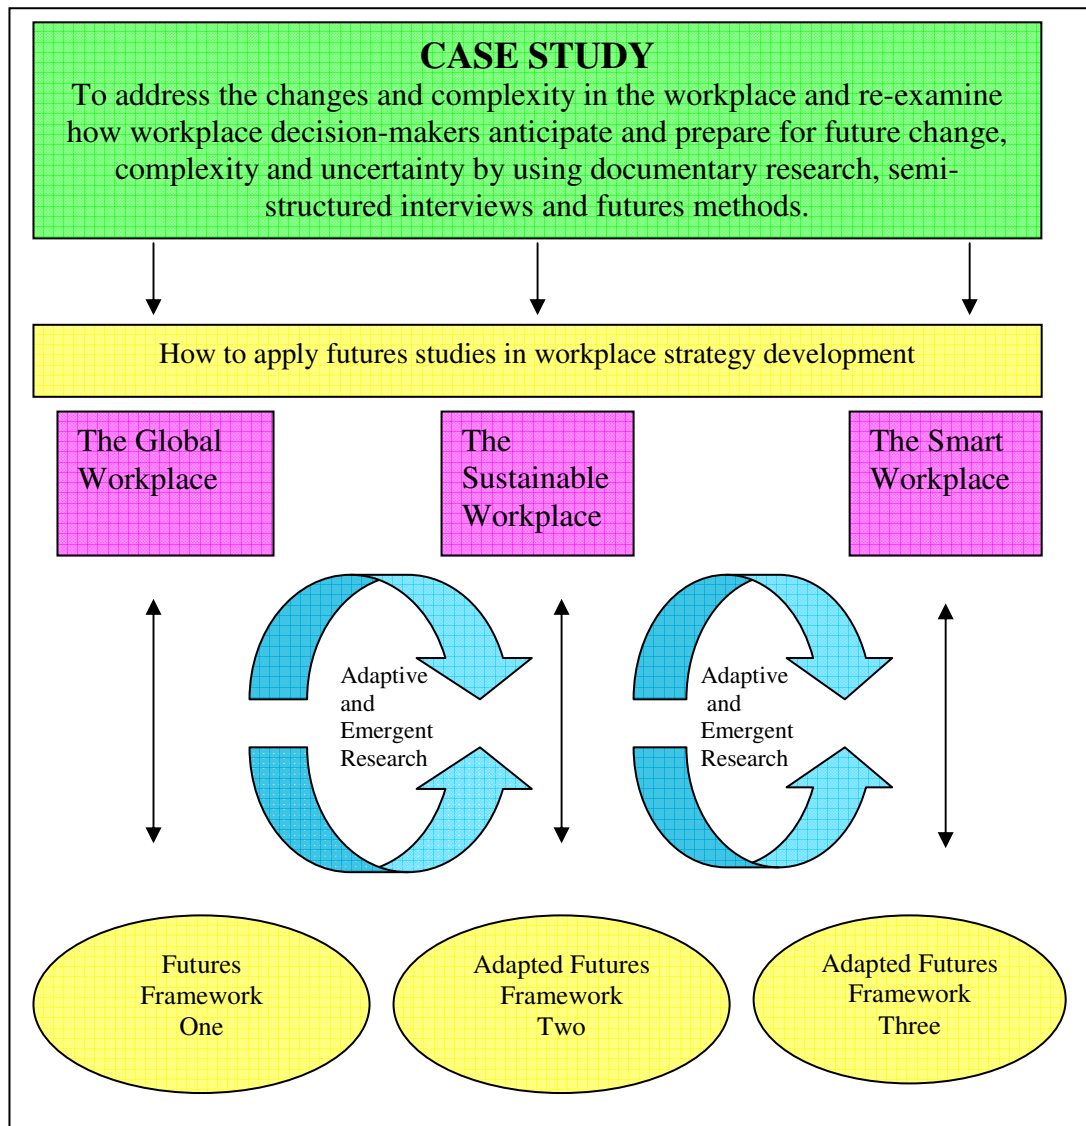 CASE STUDY
To address the changes and complexity in the workplace and re-examine
how workplace decision-makers anticipate and prepare for future change,
complexity and uncertainty by using documentary research, semi-
structured interviews and futures methods.
How to apply futures studies in workplace strategy development
The Global
Workplace
The
Sustainable
Workplace
The Smart
Workplace
Adaptive
and
Emergent
Research
Adaptive
and
Emergent
Research
Futures
Framework
One
Adapted Futures
Framework
Two
Adapted Futures
Framework
Three